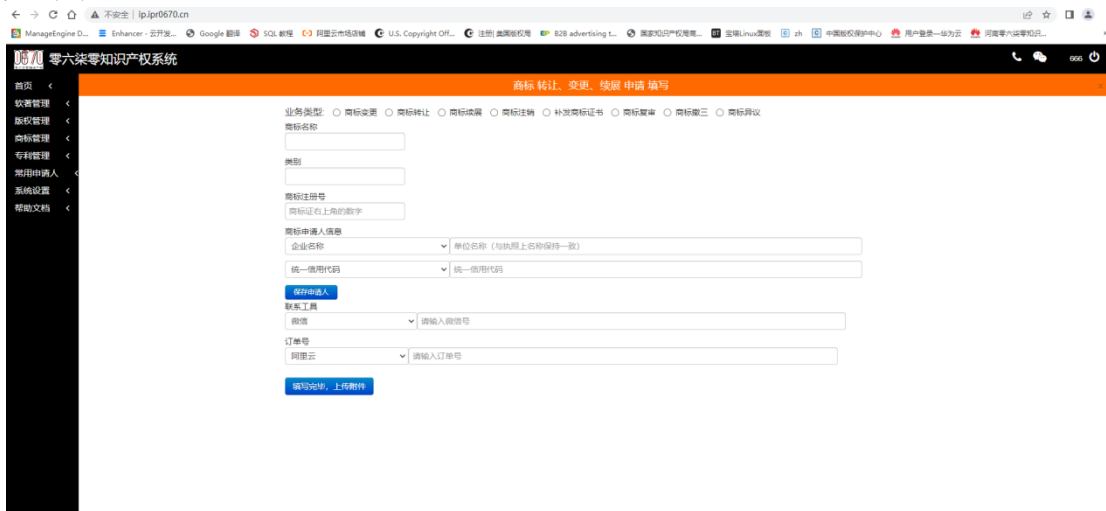 不安全 | ip.ipr0670.cn
ManageEngine D... Enhancer - 云开发... Google 翻译 SQL 教程 阿里云市场店铺 U.S. Copyright Off... 注册| 美国版权局 B2B advertising t... 国家知识产权局商... 宝塔Linux面板 zh 中国版权保护中心 用户登录—华为云 河南零六柒零知识...
0670 零六柒零知识产权系统 666
商标 转让、变更、续展 申请 填写
首页 <
软著管理 <
版权管理 <
商标管理 <
专利管理 <
常用申请人 <
系统设置 <
帮助文档 <
业务类型: 商标变更 商标转让 商标续展 商标注销 补发商标证书 商标复审 商标撤三 商标异议
商标名称
类别
商标注册号
商标证右上角的数字
商标申请人信息
企业名称 单位名称（与执照上名称保持一致）
统一信用代码 统一信用代码
保存申请人
联系工具
微信 请输入微信号
订单号
阿里云 请输入订单号
填写完毕，上传附件